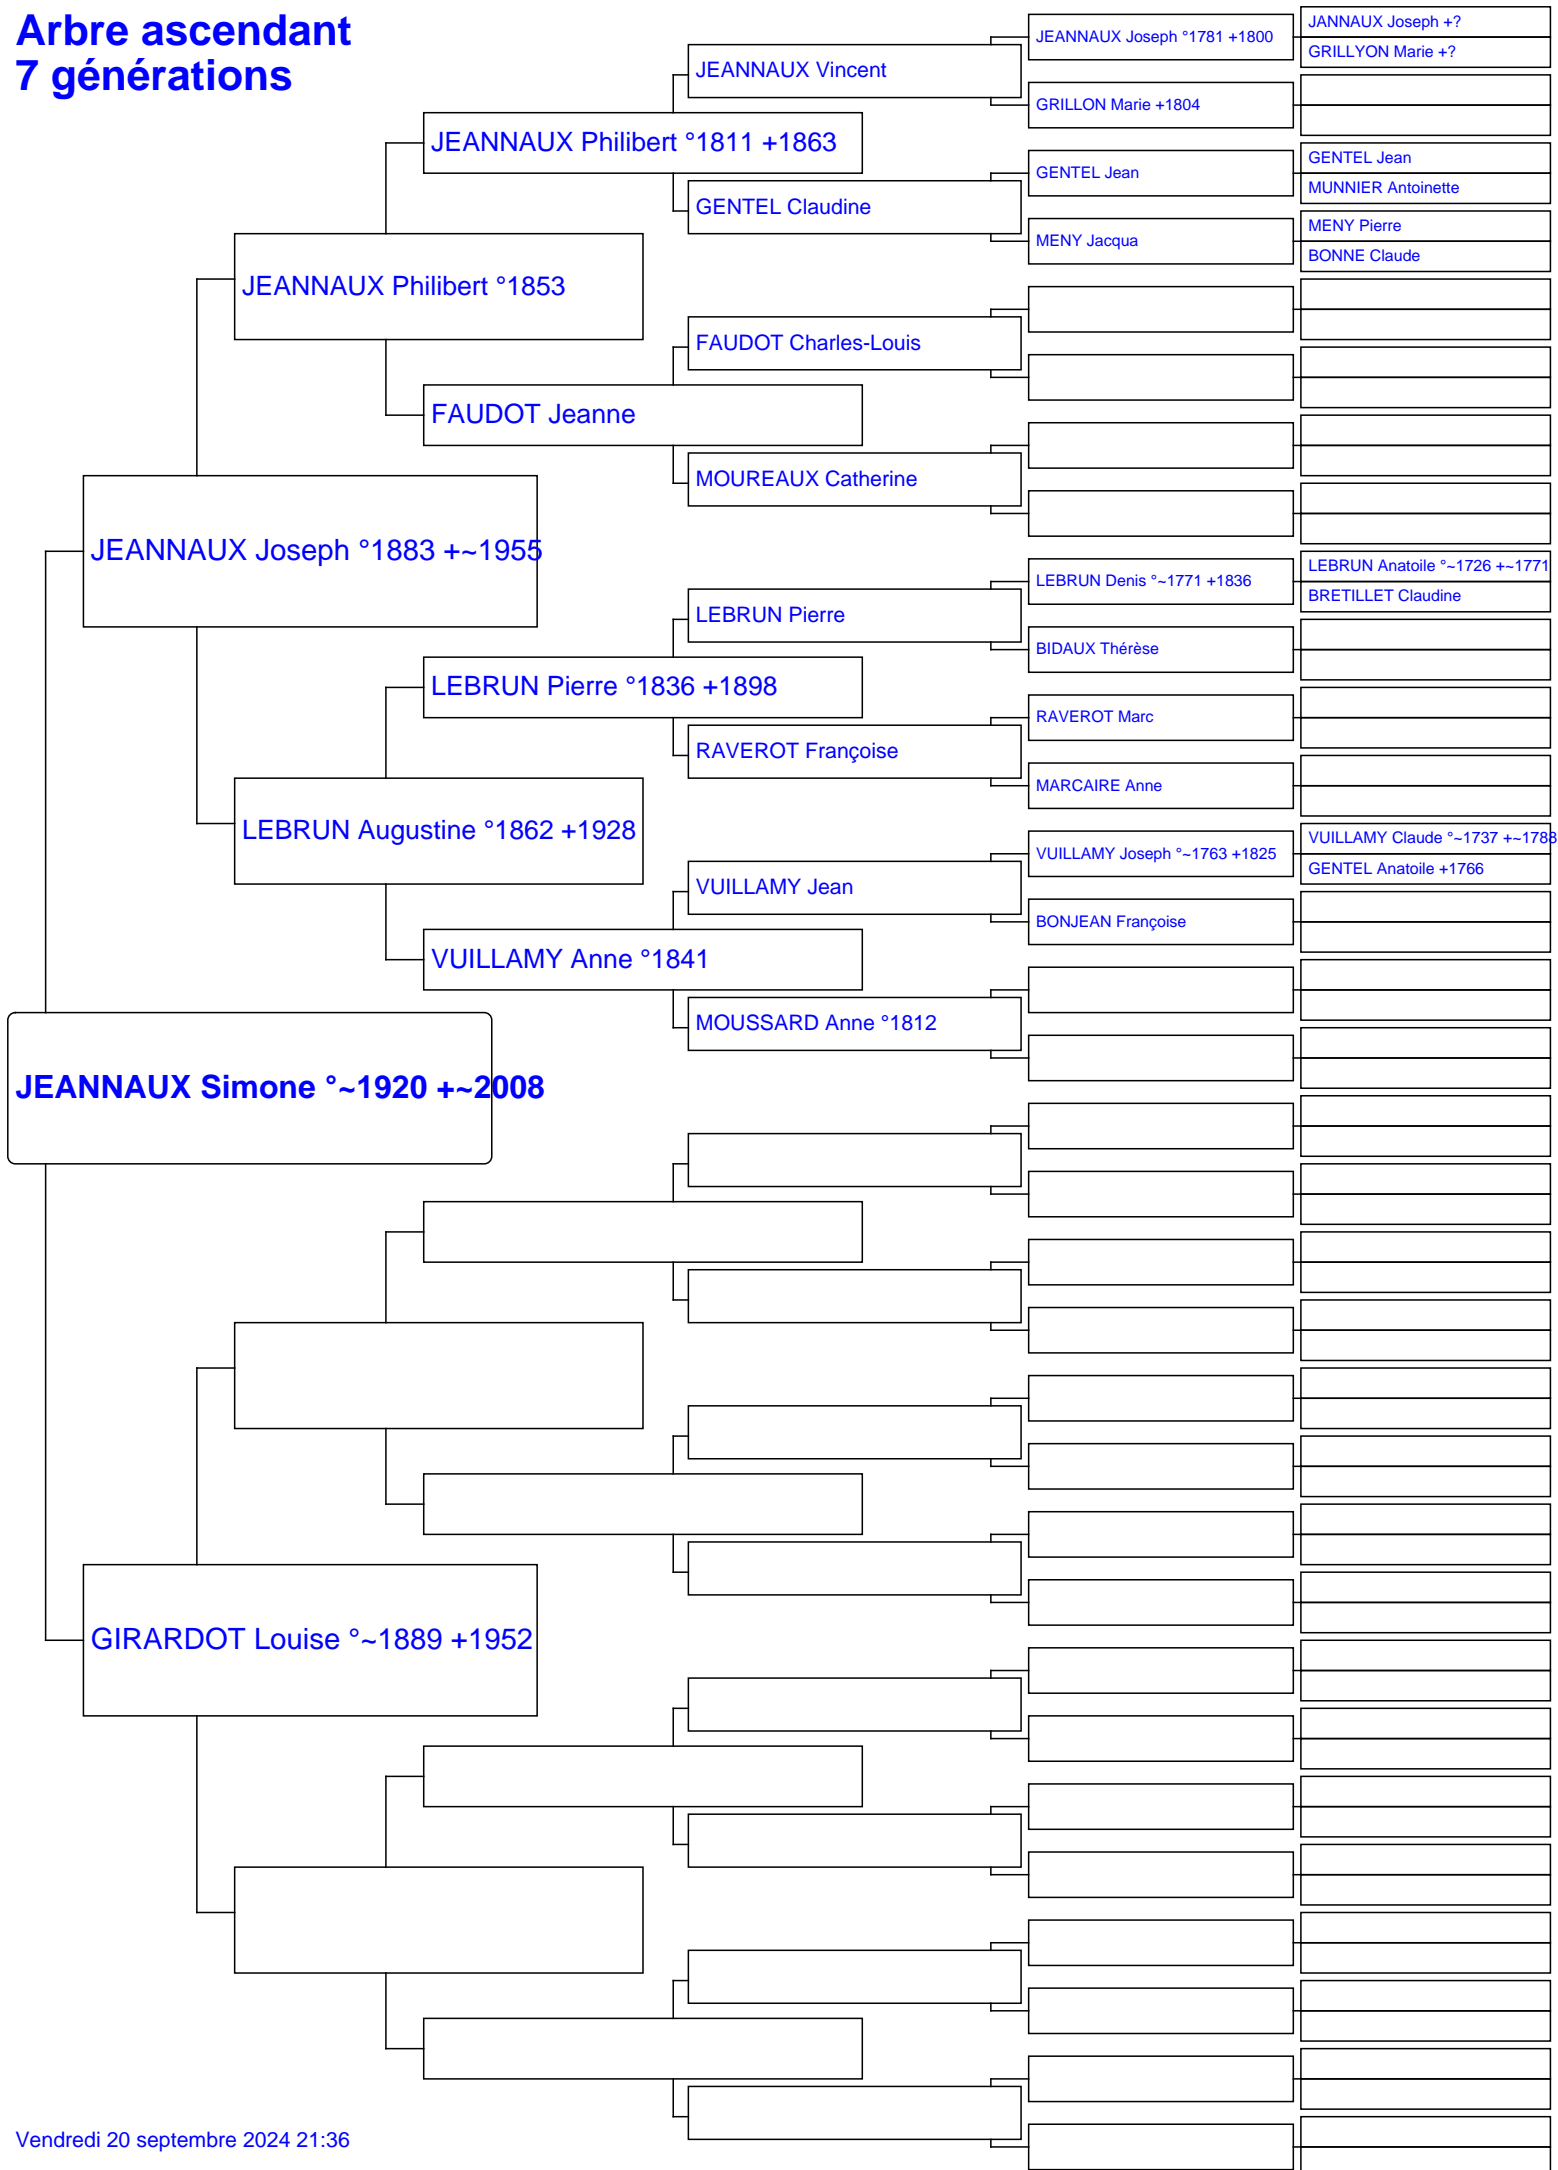 Arbre ascendant
7 générations
JEANNAUX Simone °~1920 +~2008
JEANNAUX Joseph °1883 +~1955
GIRARDOT Louise °~1889 +1952
JEANNAUX Philibert °1853
LEBRUN Augustine °1862 +1928
JEANNAUX Philibert °1811 +1863
FAUDOT Jeanne
LEBRUN Pierre °1836 +1898
VUILLAMY Anne °1841
JEANNAUX Vincent
GENTEL Claudine
FAUDOT Charles-Louis
MOUREAUX Catherine
LEBRUN Pierre
RAVEROT Françoise
VUILLAMY Jean
MOUSSARD Anne °1812
JEANNAUX Joseph °1781 +1800
GRILLON Marie +1804
GENTEL Jean
MENY Jacqua
LEBRUN Denis °~1771 +1836
BIDAUX Thérèse
RAVEROT Marc
MARCAIRE Anne
VUILLAMY Joseph °~1763 +1825
BONJEAN Françoise
JANNAUX Joseph +?
GRILLYON Marie +?
GENTEL Jean
MUNNIER Antoinette
MENY Pierre
BONNE Claude
LEBRUN Anatoile °~1726 +~1771
BRETILLET Claudine
VUILLAMY Claude °~1737 +~1788
GENTEL Anatoile +1766
Vendredi 20 septembre 2024 21:36